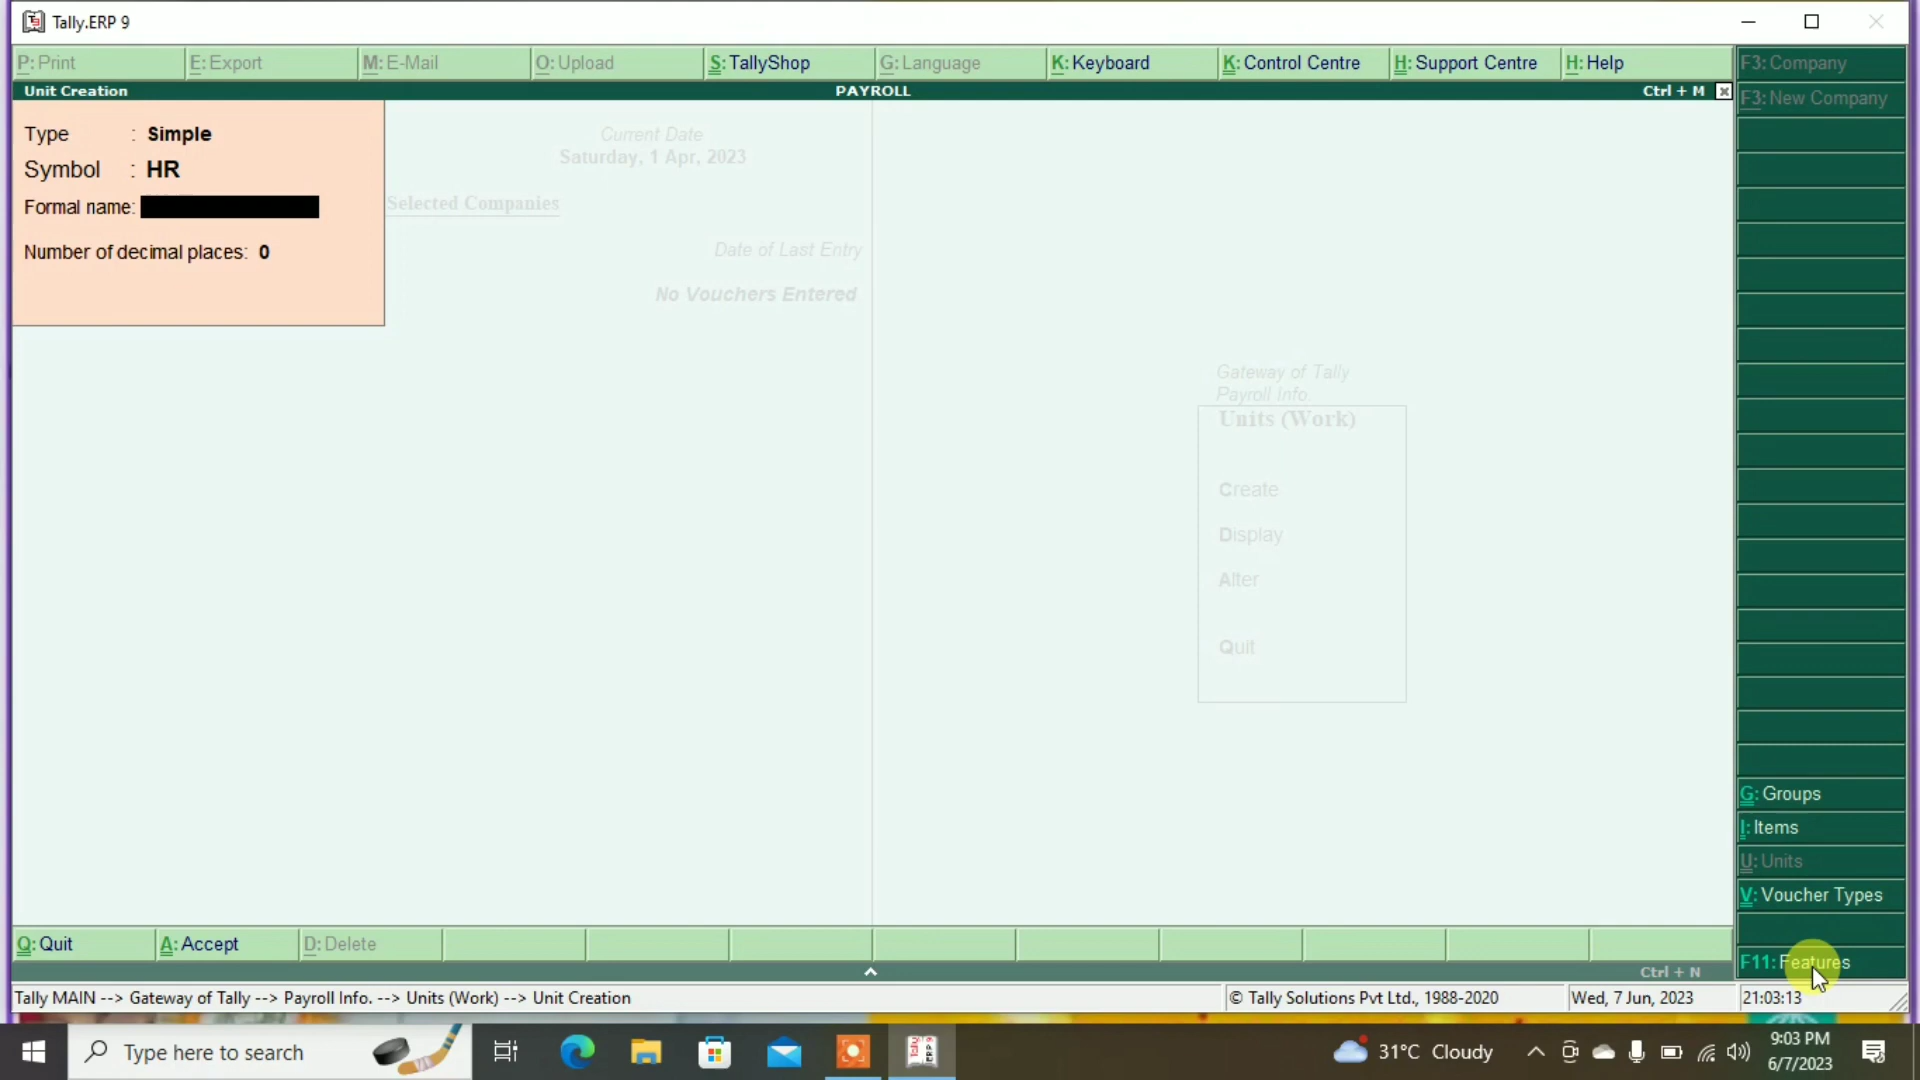 Tally.ERP 9
P: Print
E: Export
M: E-Mail
O: Upload
S: TallyShop
G: Language
K: Keyboard
K: Control Centre
H: Support Centre
H: Help
F3: Company
Unit Creation
PAYROLL
Ctrl + M
F3: New Company
Type : Simple
Symbol : HR
Formal name:
Number of decimal places: 0
Current Date
Saturday, 1 Apr, 2023
Selected Companies
Date of Last Entry
No Vouchers Entered
Gateway of Tally
Payroll Info.
Units (Work)
Create
Display
Alter
Quit
G: Groups
I: Items
U: Units
V: Voucher Types
F11: Features
Q: Quit
A: Accept
D: Delete
Ctrl + N
Tally MAIN --> Gateway of Tally --> Payroll Info. --> Units (Work) --> Unit Creation
© Tally Solutions Pvt Ltd., 1988-2020
Wed, 7 Jun, 2023
21:03:13
Type here to search
31°C Cloudy
9:03 PM
6/7/2023